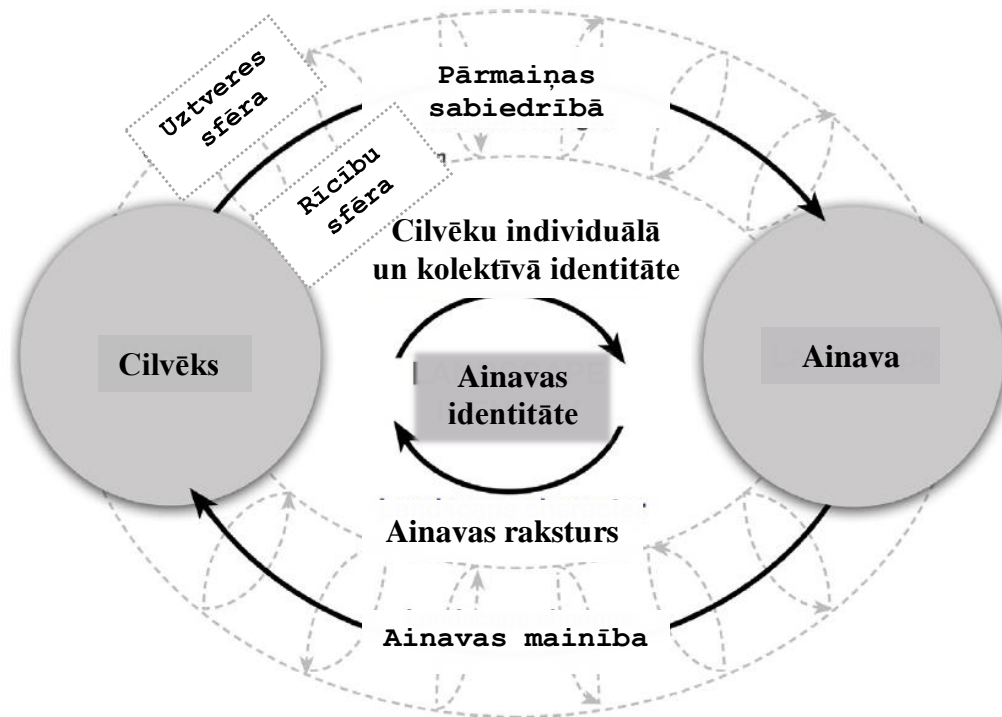 Uztveres
sfēra
Pārmaiņas
sabiedrībā
Rīcību
sfēra
Cilvēku individuālā
un kolektīvā identitāte
Cilvēks
Ainavas
identitāte
Ainava
Ainavas raksturs
Ainavas mainība